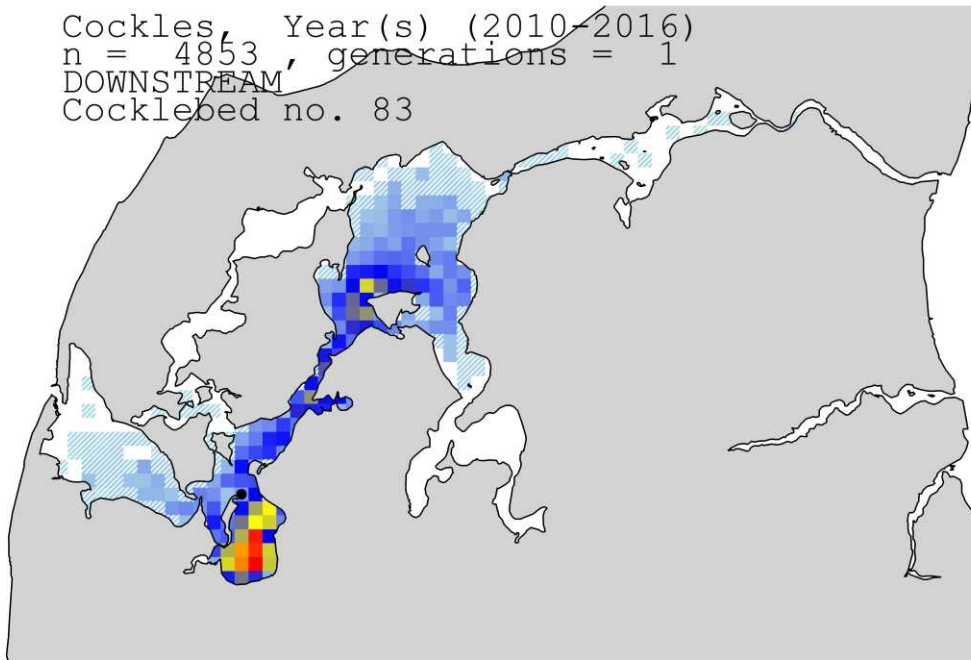 Cockles, Year(s) (2010-2016)
n = 4853 , generations = 1
DOWNSTREAM
Cocklebed no. 83